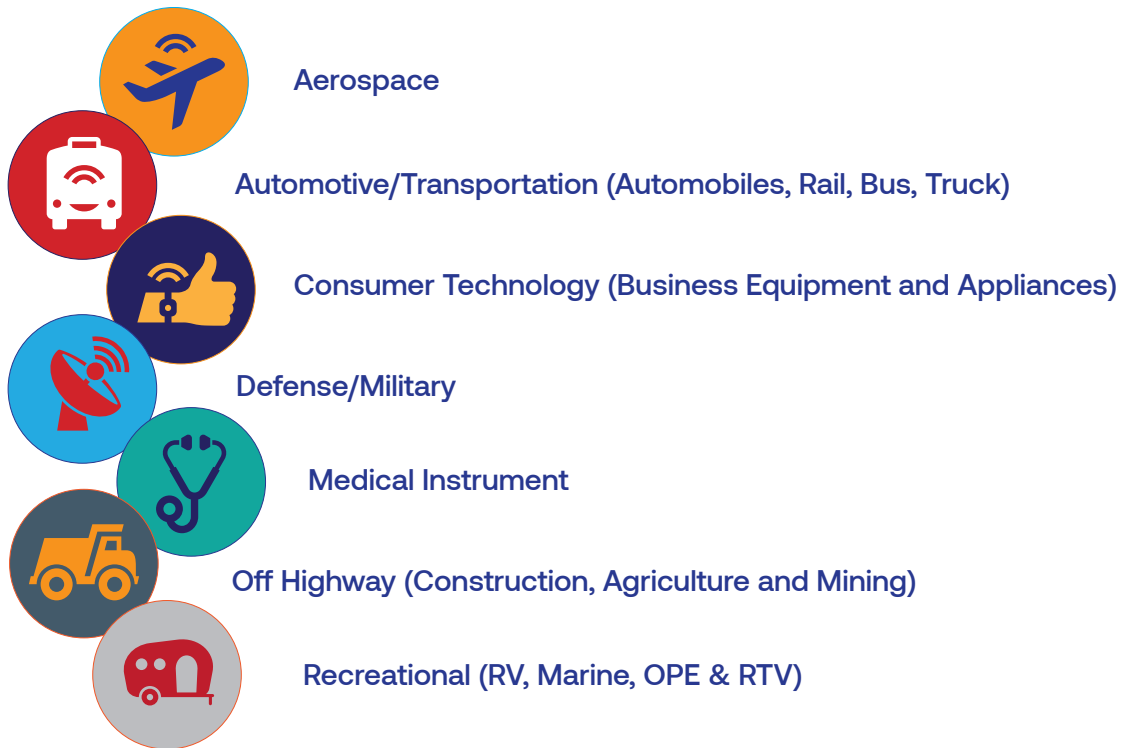 Aerospace
Automotive/Transportation (Automobiles, Rail, Bus, Truck)
Consumer Technology (Business Equipment and Appliances)
Defense/Military
Medical Instrument
Off Highway (Construction, Agriculture and Mining)
Recreational (RV, Marine, OPE & RTV)